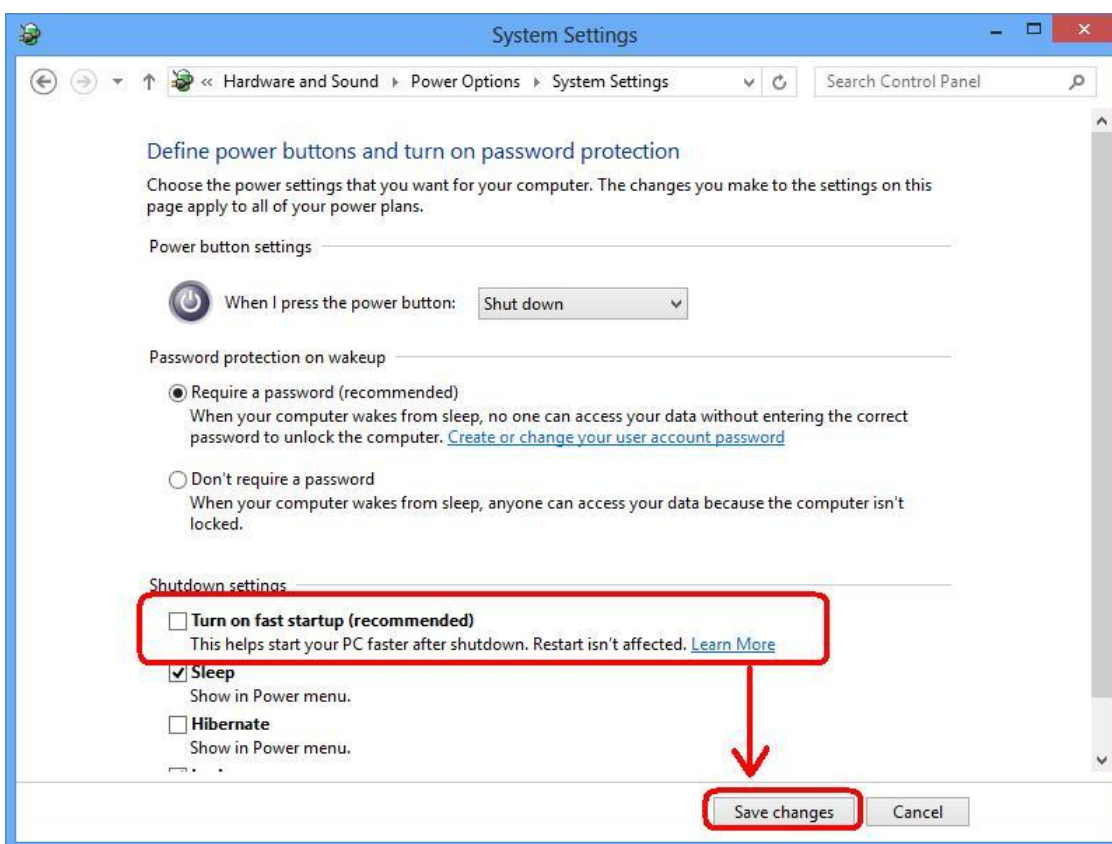 System Settings
« Hardware and Sound ▸ Power Options ▸ System Settings
Search Control Panel
Define power buttons and turn on password protection
Choose the power settings that you want for your computer. The changes you make to the settings on this
page apply to all of your power plans.
Power button settings
When I press the power button:
Shut down
Password protection on wakeup
Require a password (recommended)
When your computer wakes from sleep, no one can access your data without entering the correct
password to unlock the computer. Create or change your user account password
Don't require a password
When your computer wakes from sleep, anyone can access your data because the computer isn't
locked.
Shutdown settings
Turn on fast startup (recommended)
This helps start your PC faster after shutdown. Restart isn't affected. Learn More
Sleep
Show in Power menu.
Hibernate
Show in Power menu.
Save changes
Cancel